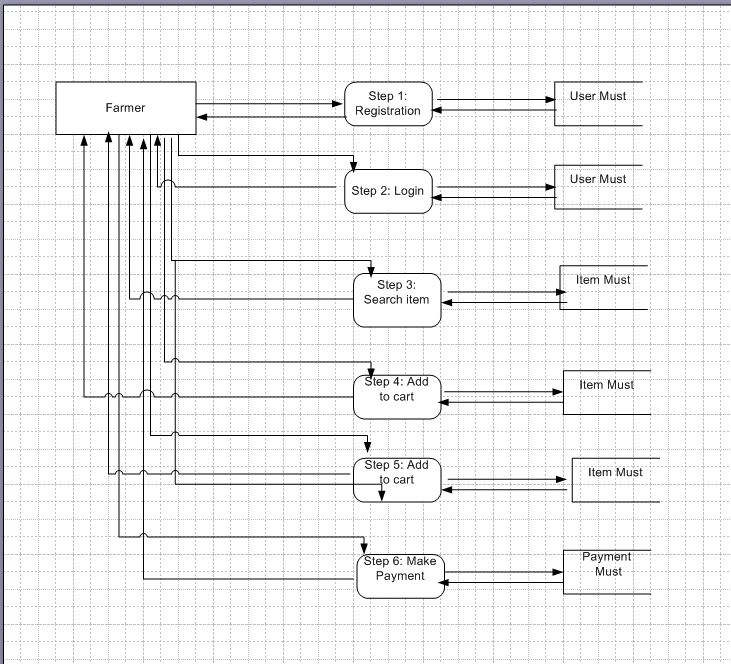 Farmer
Step 1:
Registration
User Must
Step 2: Login
User Must
Step 3:
Search item
Item Must
Step 4: Add
to cart
Item Must
Step 5: Add
to cart
Item Must
Step 6: Make
Payment
Payment
Must